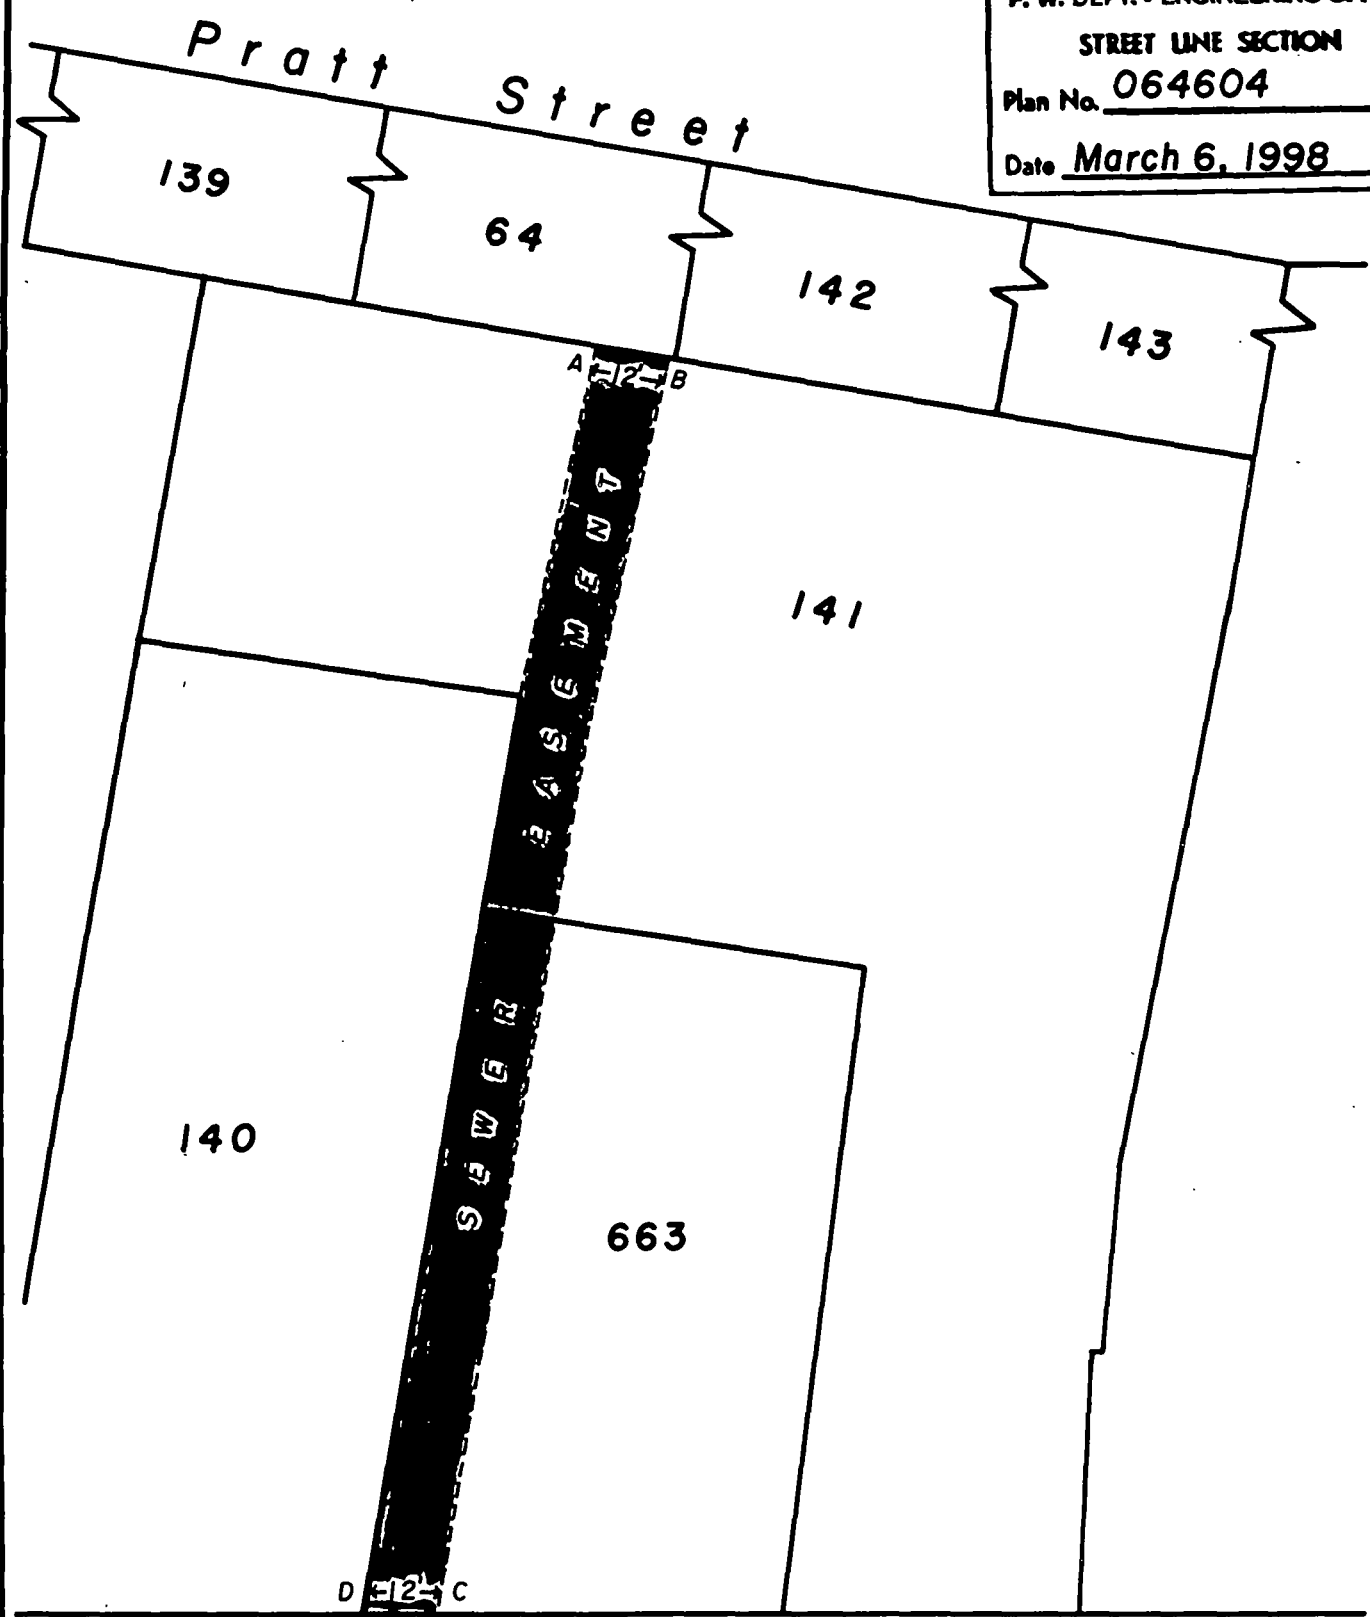 STREET LINE SECTION
Plan No. 064604
Date March 6, 1998
Pratt Street
139
64
142
143
A 12' B
SEWER EASEMENT
141
140
663
D 12' C